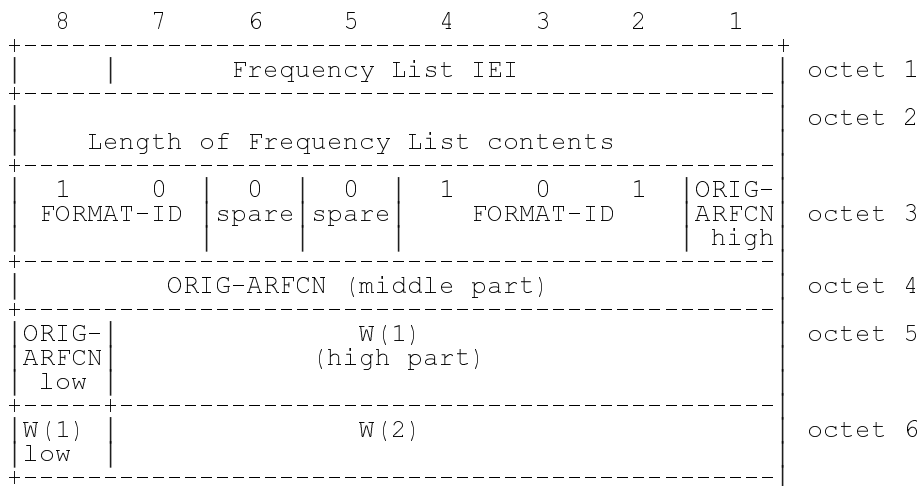 8 7 6 5 4 3 2 1
Frequency List IEI octet 1
octet 2
Length of Frequency List contents
1 0 0 0 1 0 1 ORIG-
FORMAT-ID spare spare FORMAT-ID ARFCN octet 3
high
ORIG-ARFCN (middle part) octet 4
ORIG- W(1) octet 5
ARFCN (high part)
low
W(1) W(2) octet 6
low